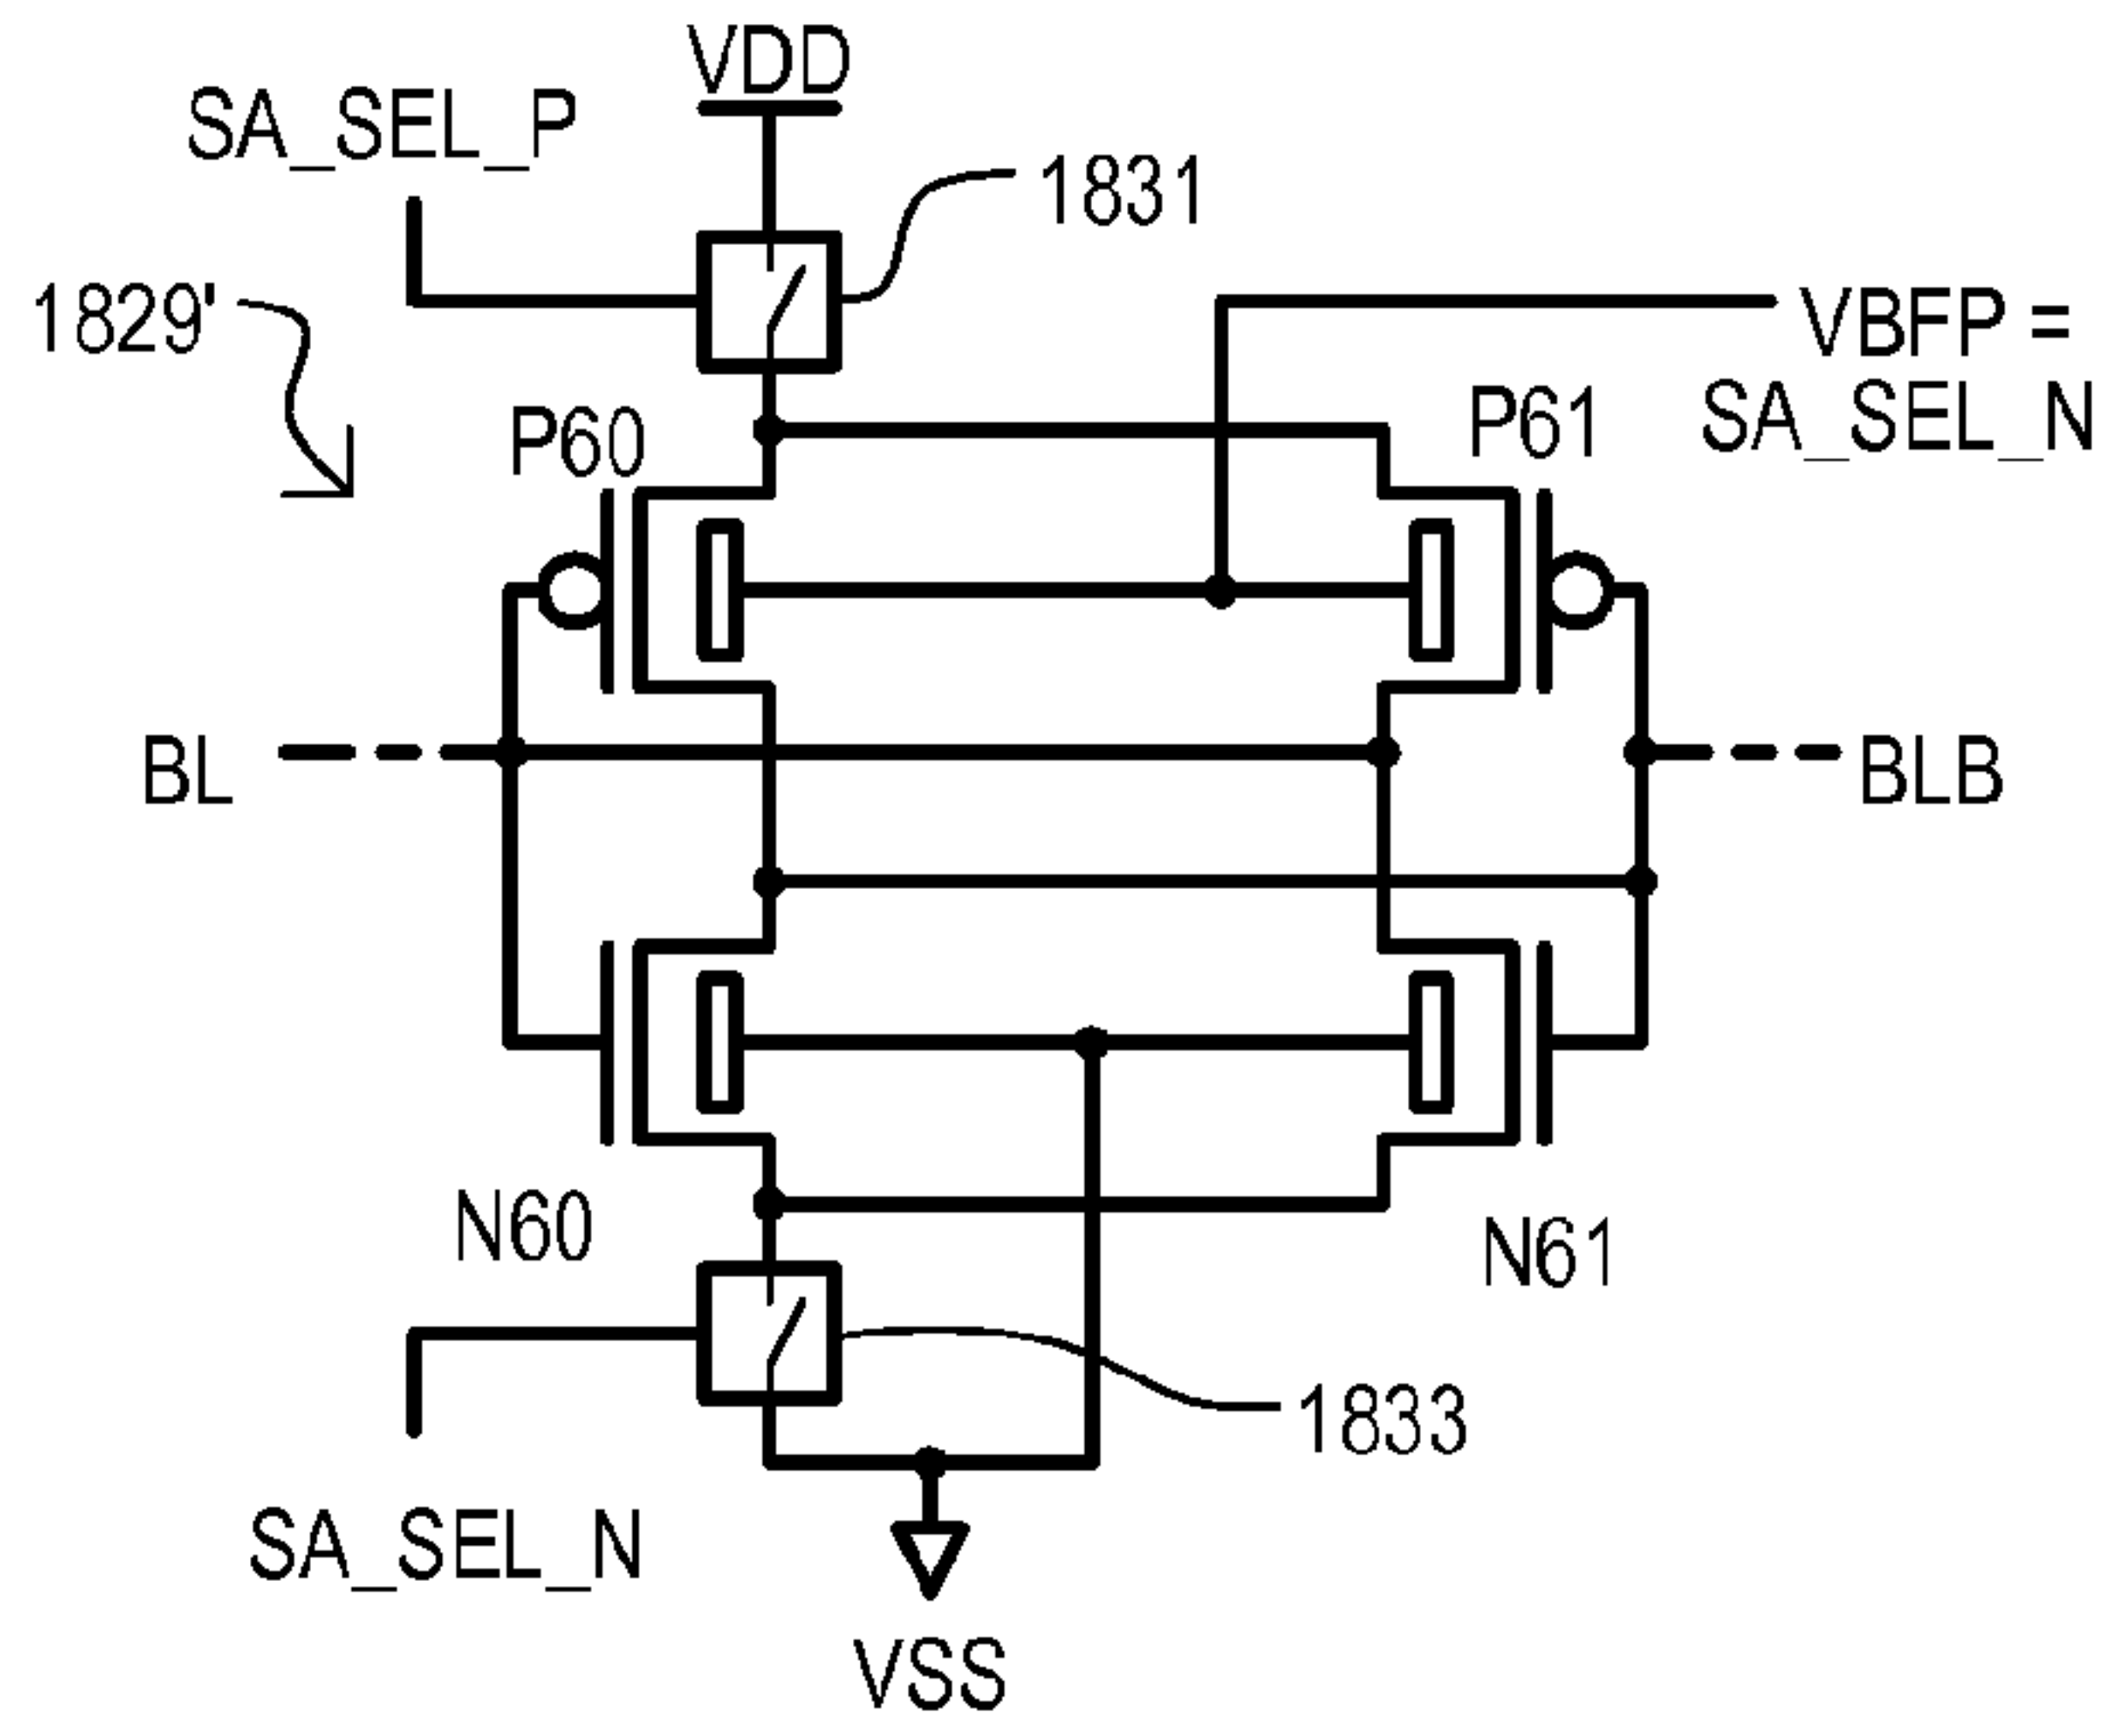 VDD
SA_SEL_P
1831
1829'
VBFP =
SA_SEL_N
P60
P61
BL
BLB
N60
N61
1833
SA_SEL_N
VSS